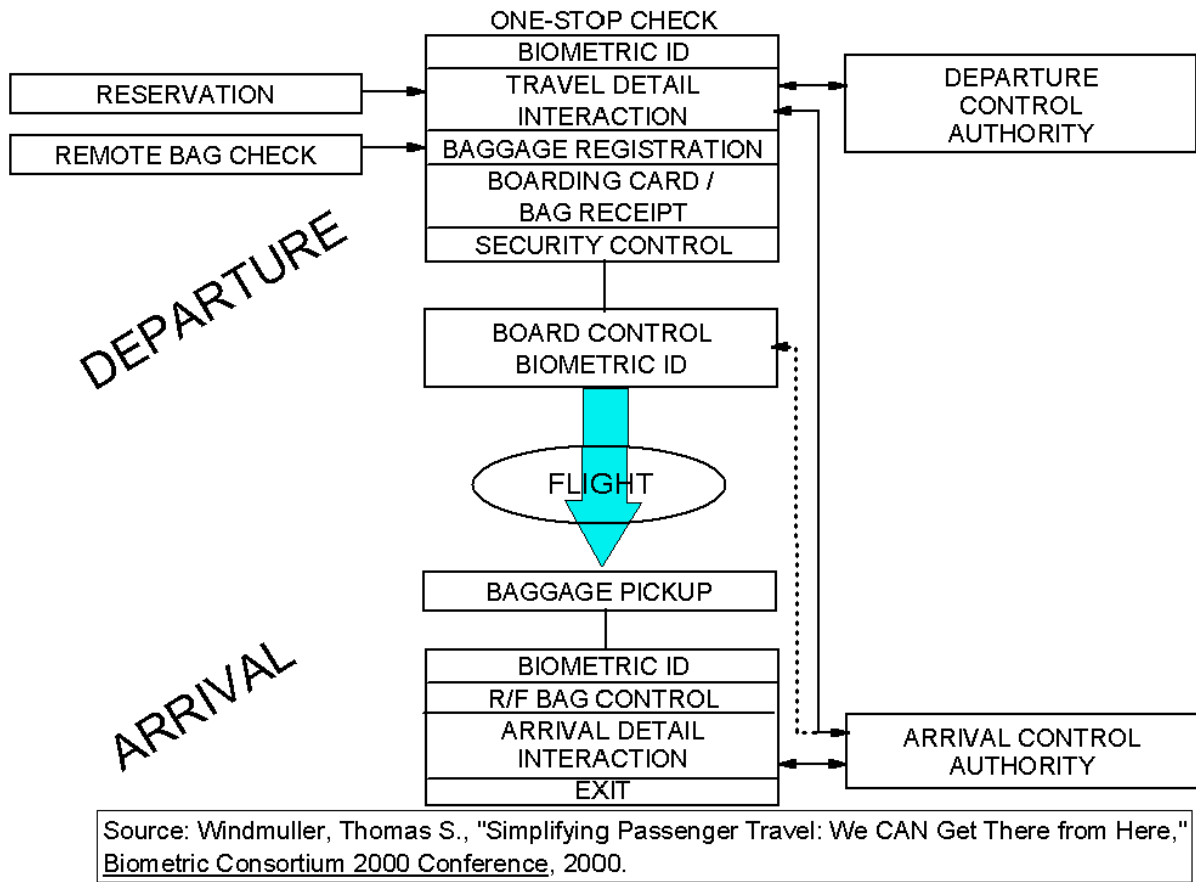 ONE-STOP CHECK
BIOMETRIC ID
TRAVEL DETAIL
INTERACTION
BAGGAGE REGISTRATION
BOARDING CARD /
BAG RECEIPT
SECURITY CONTROL
RESERVATION
REMOTE BAG CHECK
DEPARTURE
CONTROL
AUTHORITY
DEPARTURE
BOARD CONTROL
BIOMETRIC ID
FLIGHT
BAGGAGE PICKUP
ARRIVAL
BIOMETRIC ID
R/F BAG CONTROL
ARRIVAL DETAIL
INTERACTION
EXIT
ARRIVAL CONTROL
AUTHORITY
Source: Windmuller, Thomas S., "Simplifying Passenger Travel: We CAN Get There from Here,"
Biometric Consortium 2000 Conference, 2000.